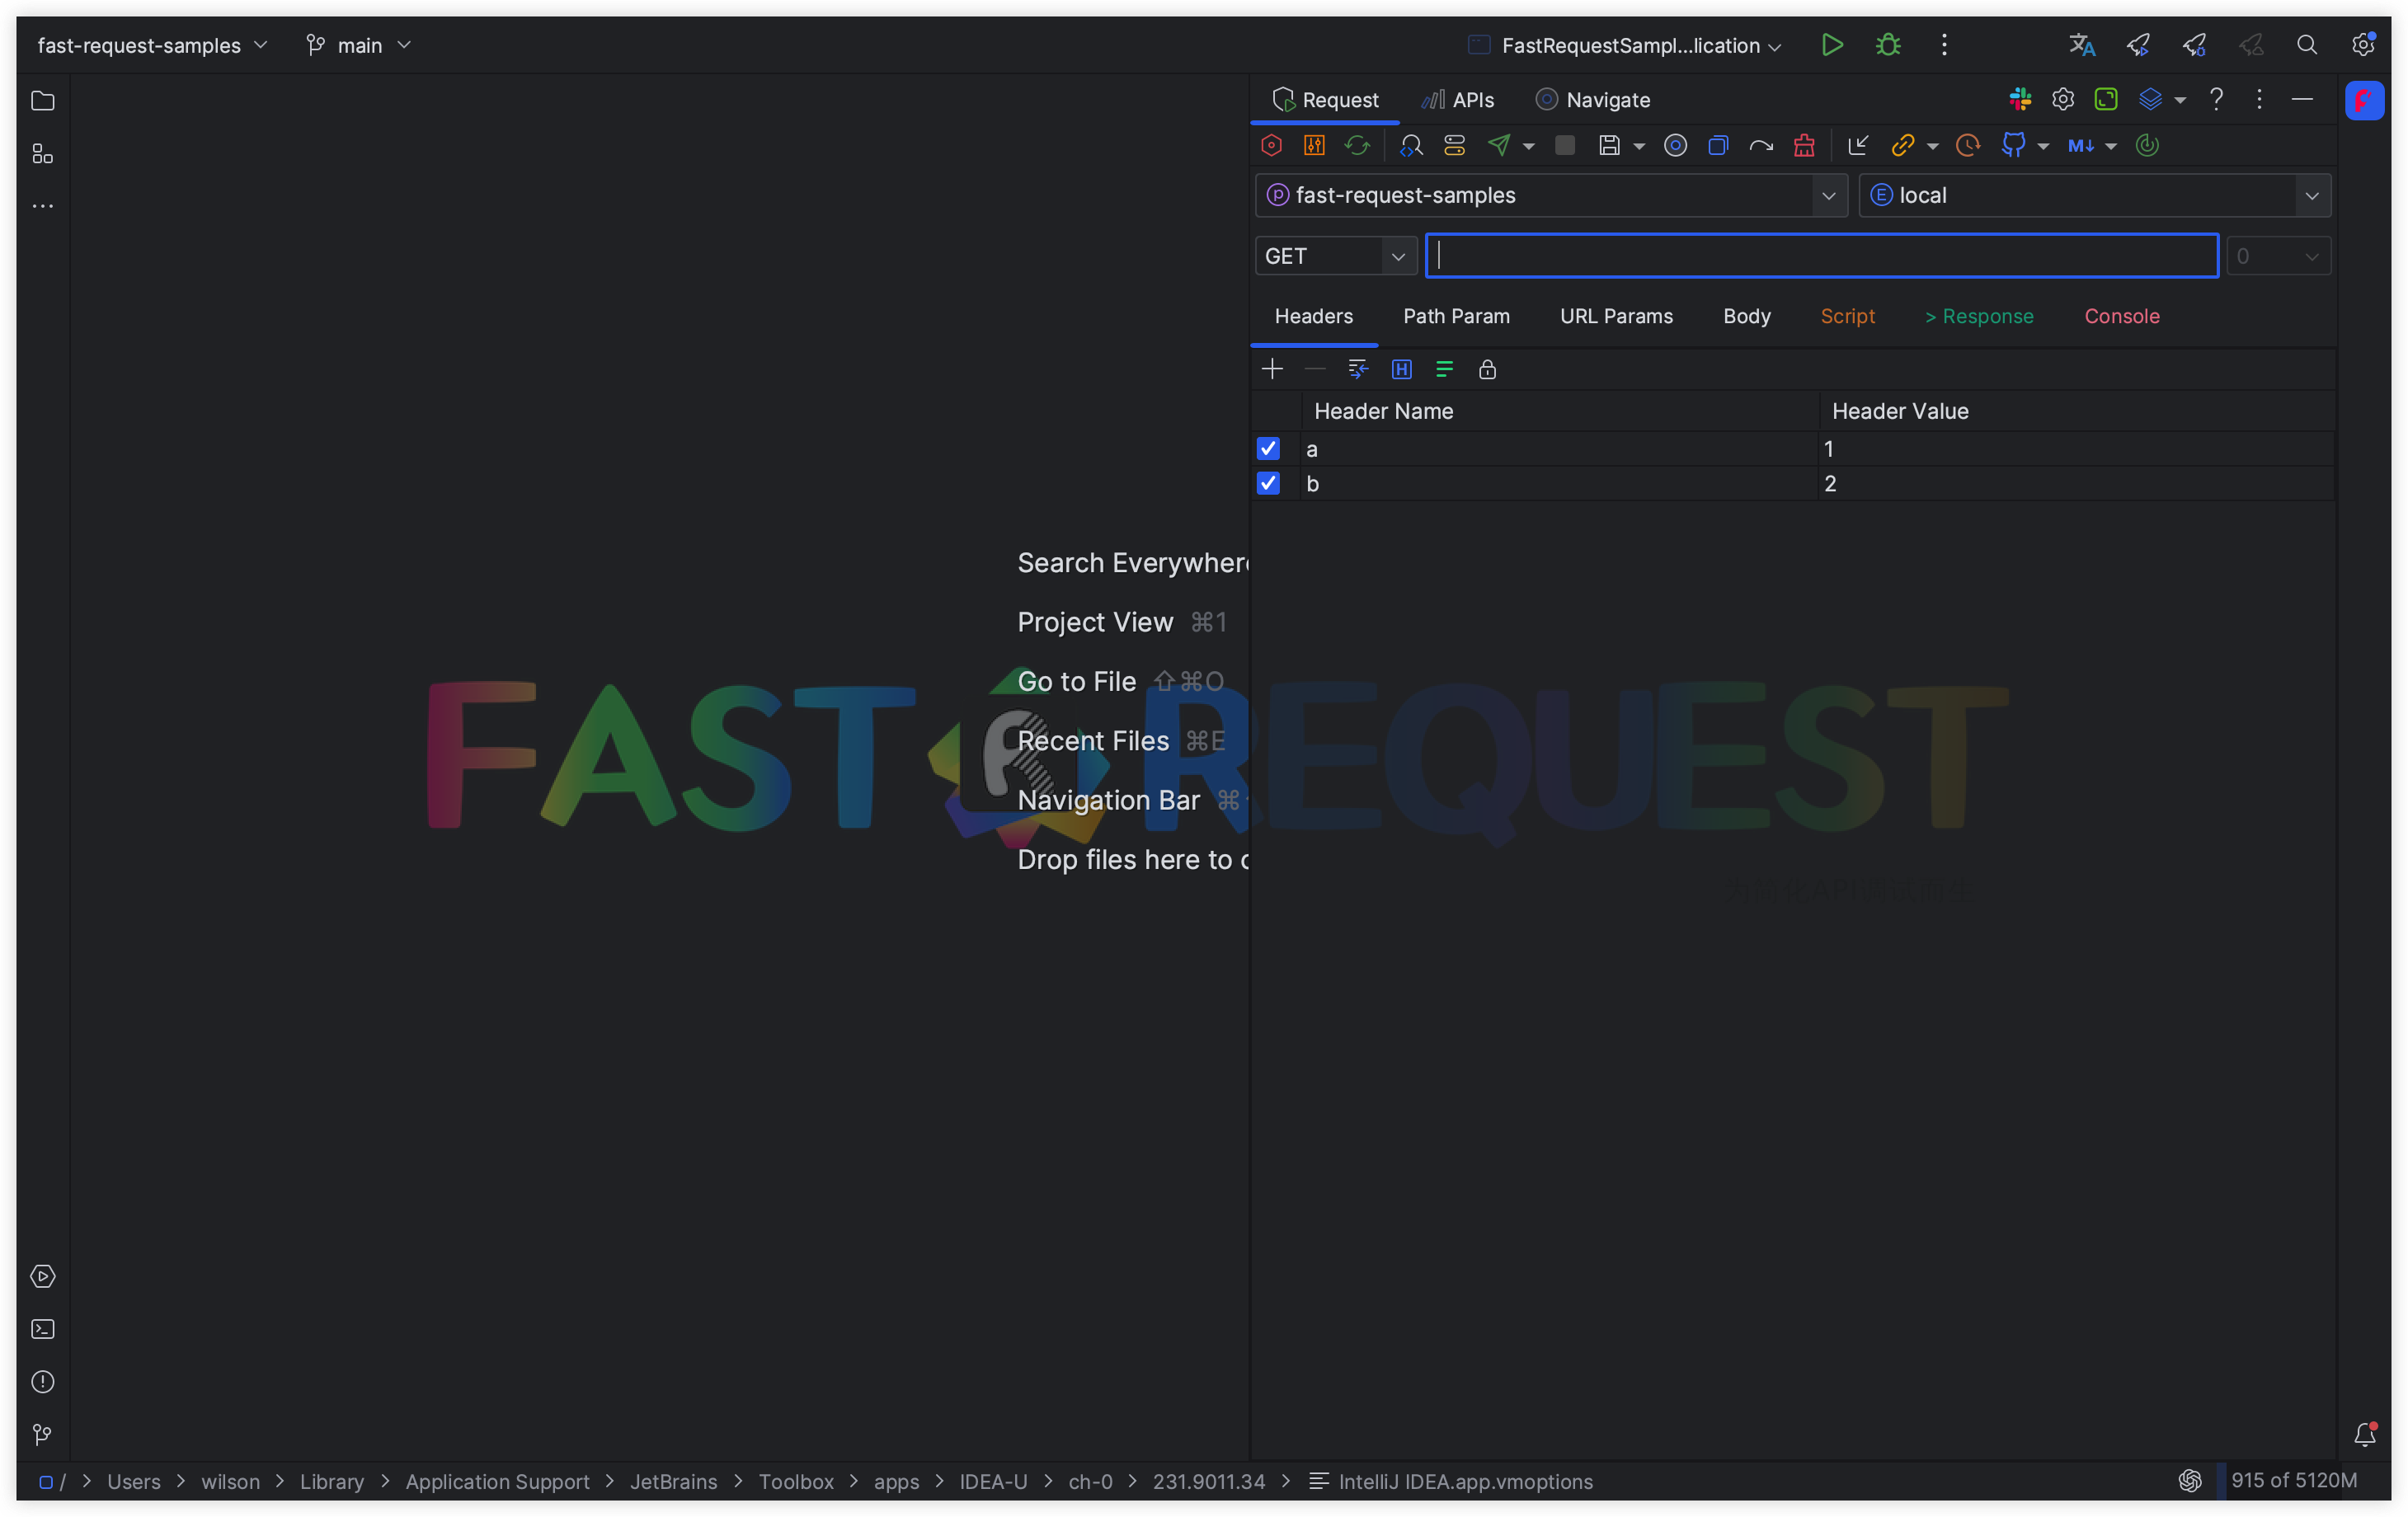 fast-request-samples
main
FastRequestSampl...lication
Request
APIs
Navigate
M↓
fast-request-samples
local
GET
0
Headers
Path Param
URL Params
Body
Script
> Response
Console
Header Name
Header Value
a
1
b
2
Search Everywhere
Project View ⌘1
Go to File ⇧⌘O
Recent Files ⌘E
Navigation Bar ⌘
Drop files here to
FAST REQUEST
/ > Users > wilson > Library > Application Support > JetBrains > Toolbox > apps > IDEA-U > ch-0 > 231.9011.34 > IntelliJ IDEA.app.vmoptions
915 of 5120M